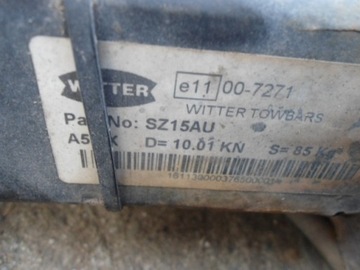 WITTER
e11 00-7271
WITTER TOWBARS
No: SZ15AU
D= 10.01 KN S= 85 Kg